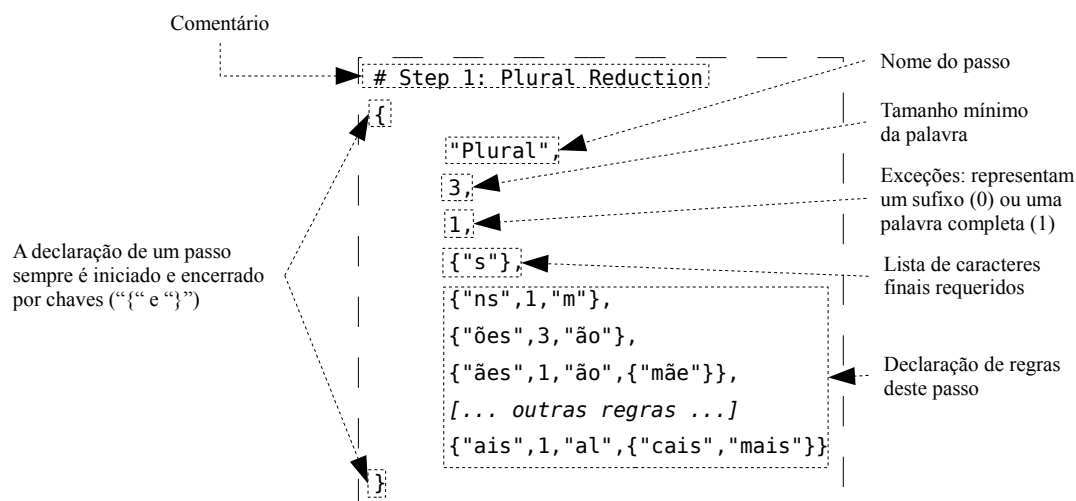 Comentário
# Step 1: Plural Reduction
{
"Plural",
3,
1,
{"s"},
{"ns",1,"m"},
{"ões",3,"ão"},
{"ães",1,"ão",{"mãe"}},
[... outras regras ...]
{"ais",1,"al",{"cais","mais"}}
}
A declaração de um passo
sempre é iniciado e encerrado
por chaves (“{“ e “}”)
Nome do passo
Tamanho mínimo
da palavra
Exceções: representam
um sufixo (0) ou uma
palavra completa (1)
Lista de caracteres
finais requeridos
Declaração de regras
deste passo